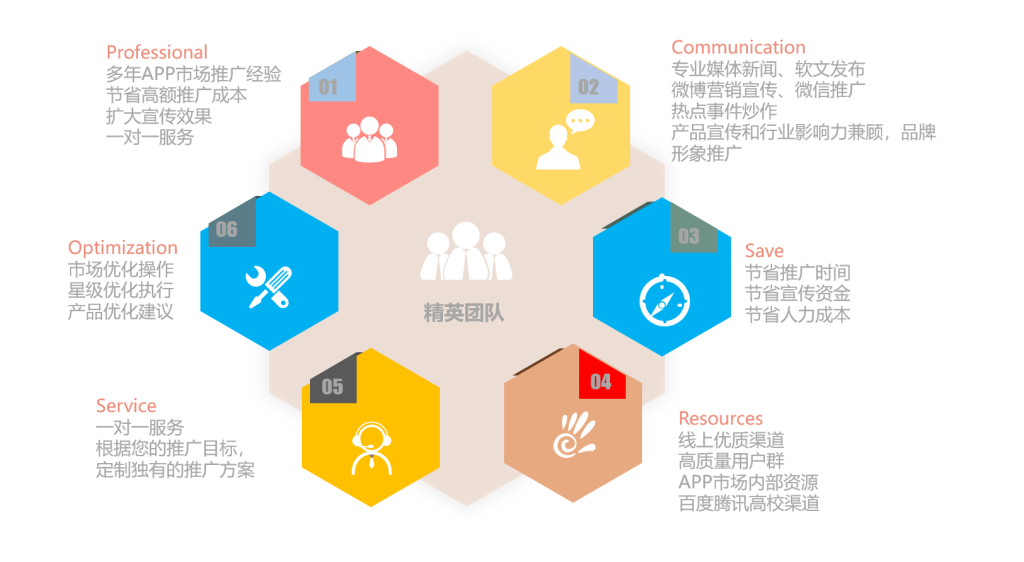 01
Professional
多年APP市场推广经验
节省高额推广成本
扩大宣传效果
一对一服务
02
Communication
专业媒体新闻、软文发布
微博营销宣传、微信推广
热点事件炒作
产品宣传和行业影响力兼顾，品牌
形象推广
06
Optimization
市场优化操作
星级优化执行
产品优化建议
精英团队
03
Save
节省推广时间
节省宣传资金
节省人力成本
05
Service
一对一服务
根据您的推广目标，
定制独有的推广方案
04
Resources
线上优质渠道
高质量用户群
APP市场内部资源
百度腾讯高校渠道